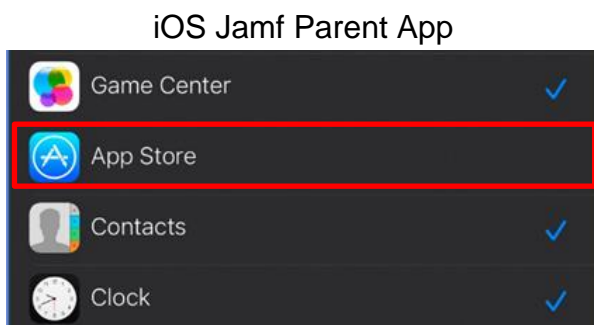 iOS Jamf Parent App
Game Center
App Store
Contacts
Clock